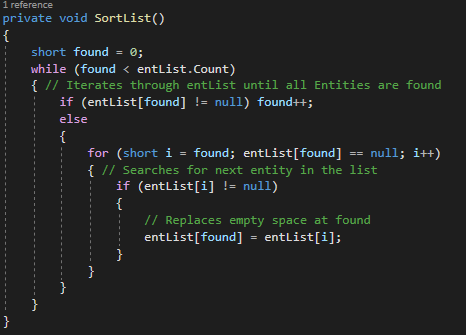 1 reference
private void SortList()
{
short found = 0;
while (found < entList.Count)
{ // Iterates through entList until all Entities are found
if (entList[found] != null) found++;
else
{
for (short i = found; entList[found] == null; i++)
{ // Searches for next entity in the list
if (entList[i] != null)
{
// Replaces empty space at found
entList[found] = entList[i];
}
}
}
}
}